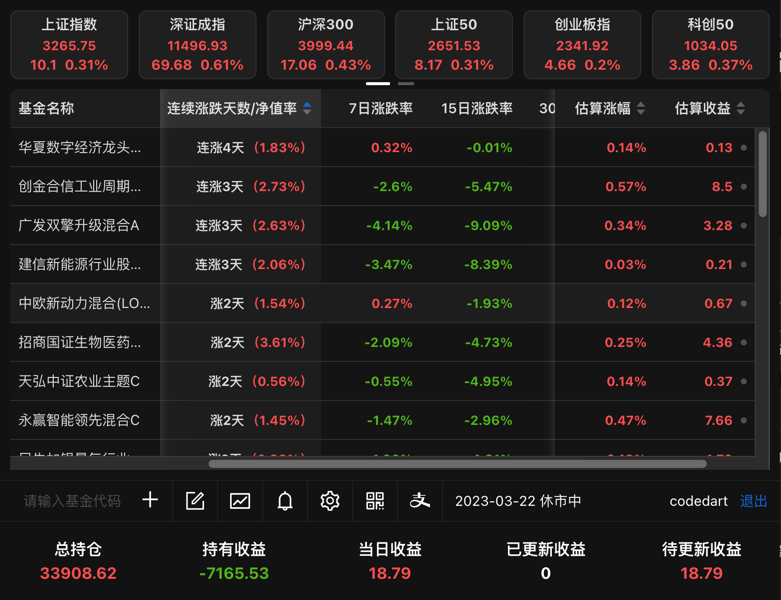 上证指数 深证成指 沪深300 上证50 创业板指 科创50
3265.75 11496.93 3999.44 2651.53 2341.92 1034.05
10.1 0.31% 69.68 0.61% 17.06 0.43% 8.17 0.31% 4.66 0.2% 3.86 0.37%
基金名称 连续涨跌天数/净值率 7日涨跌率 15日涨跌率 30 估算涨幅 估算收益
华夏数字经济龙头... 连涨4天 (1.83%) 0.32% -0.01% 0.14% 0.13
创金合信工业周期... 连涨3天 (2.73%) -2.6% -5.47% 0.57% 8.5
广发双擎升级混合A 连涨3天 (2.63%) -4.14% -9.09% 0.34% 3.28
建信新能源行业股... 连涨3天 (2.06%) -3.47% -8.39% 0.03% 0.21
中欧新动力混合(LO... 涨2天 (1.54%) 0.27% -1.93% 0.12% 0.67
招商国证生物医药... 涨2天 (3.61%) -2.09% -4.73% 0.25% 4.36
天弘中证农业主题C 涨2天 (0.56%) -0.55% -4.95% 0.14% 0.37
永赢智能领先混合C 涨2天 (1.45%) -1.47% -2.96% 0.47% 7.66
请输入基金代码 支 2023-03-22 休市中 codedart 退出
总持仓 持有收益 当日收益 已更新收益 待更新收益
33908.62 -7165.53 18.79 0 18.79